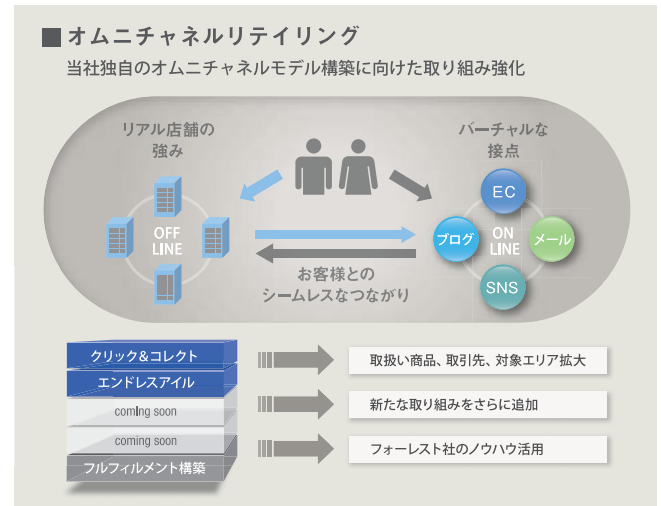 ■オムニチャネルリテイリング
当社独自のオムニチャネルモデル構築に向けた取り組み強化
リアル店舗の
強み
バーチャルな
接点
OFF
LINE
EC
ブログ
ON
LINE
メール
SNS
お客様との
シームレスなつながり
クリック&コレクト
取扱い商品、取引先、対象エリア拡大
エンドレスアイル
coming soon
新たな取り組みをさらに追加
coming soon
フォーレスト社のノウハウ活用
フルフィルメント構築